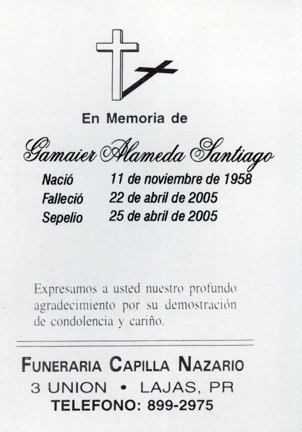 En Memoria de
Gamaier Alameda Santiago
Nació 11 de noviembre de 1958
Falleció 22 de abril de 2005
Sepelio 25 de abril de 2005
Expresamos a usted nuestro profundo
agradecimiento por su demostración
de condolencia y cariño.
FUNERARIA CAPILLA NAZARIO
3 UNION • LAJAS, PR
TELEFONO: 899-2975